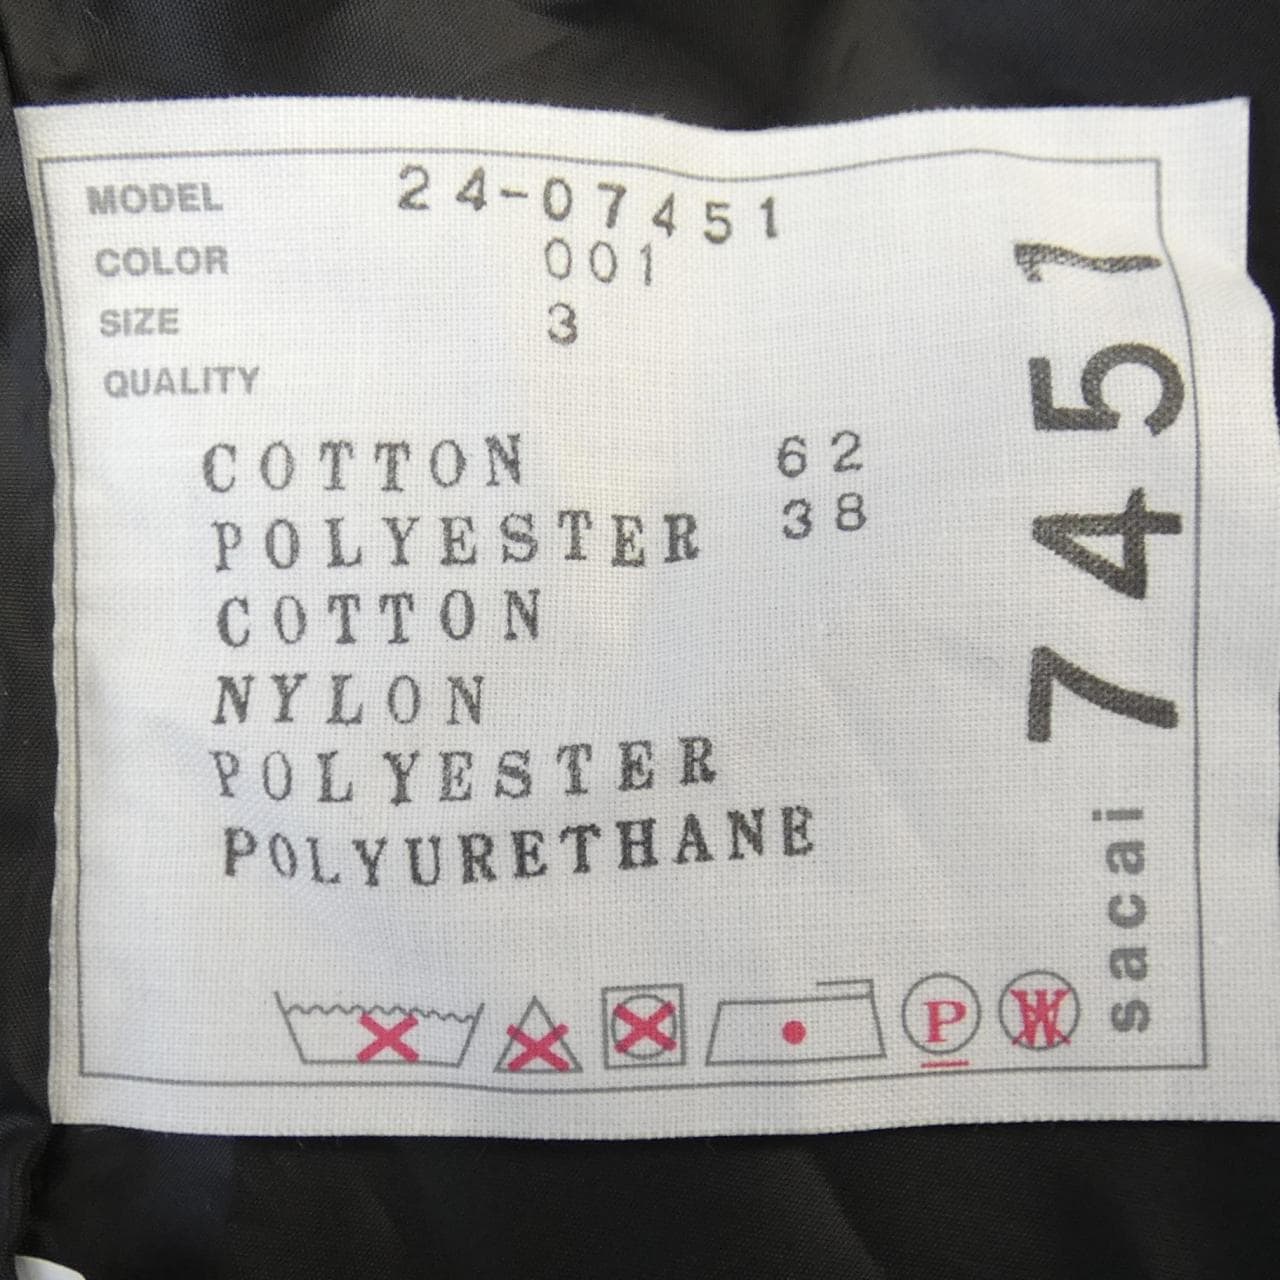 MODEL 24-07451
COLOR 001
SIZE 3
QUALITY
COTTON 62
POLYESTER 38
COTTON
NYLON
POLYESTER
POLYURETHANE
P W
sacai 7451